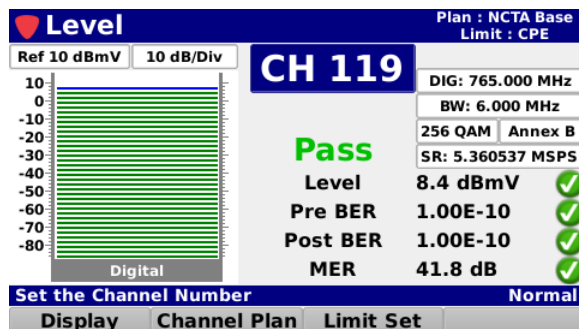 Level
Plan : NCTA Base
Limit : CPE
Ref 10 dBmV
10 dB/Div
10
0
-10
-20
-30
-40
-50
-60
-70
-80
Digital
CH 119
DIG: 765.000 MHz
BW: 6.000 MHz
256 QAM
Annex B
SR: 5.360537 MSPS
Pass
Level 8.4 dBmV
Pre BER 1.00E-10
Post BER 1.00E-10
MER 41.8 dB
Set the Channel Number
Normal
Display
Channel Plan
Limit Set